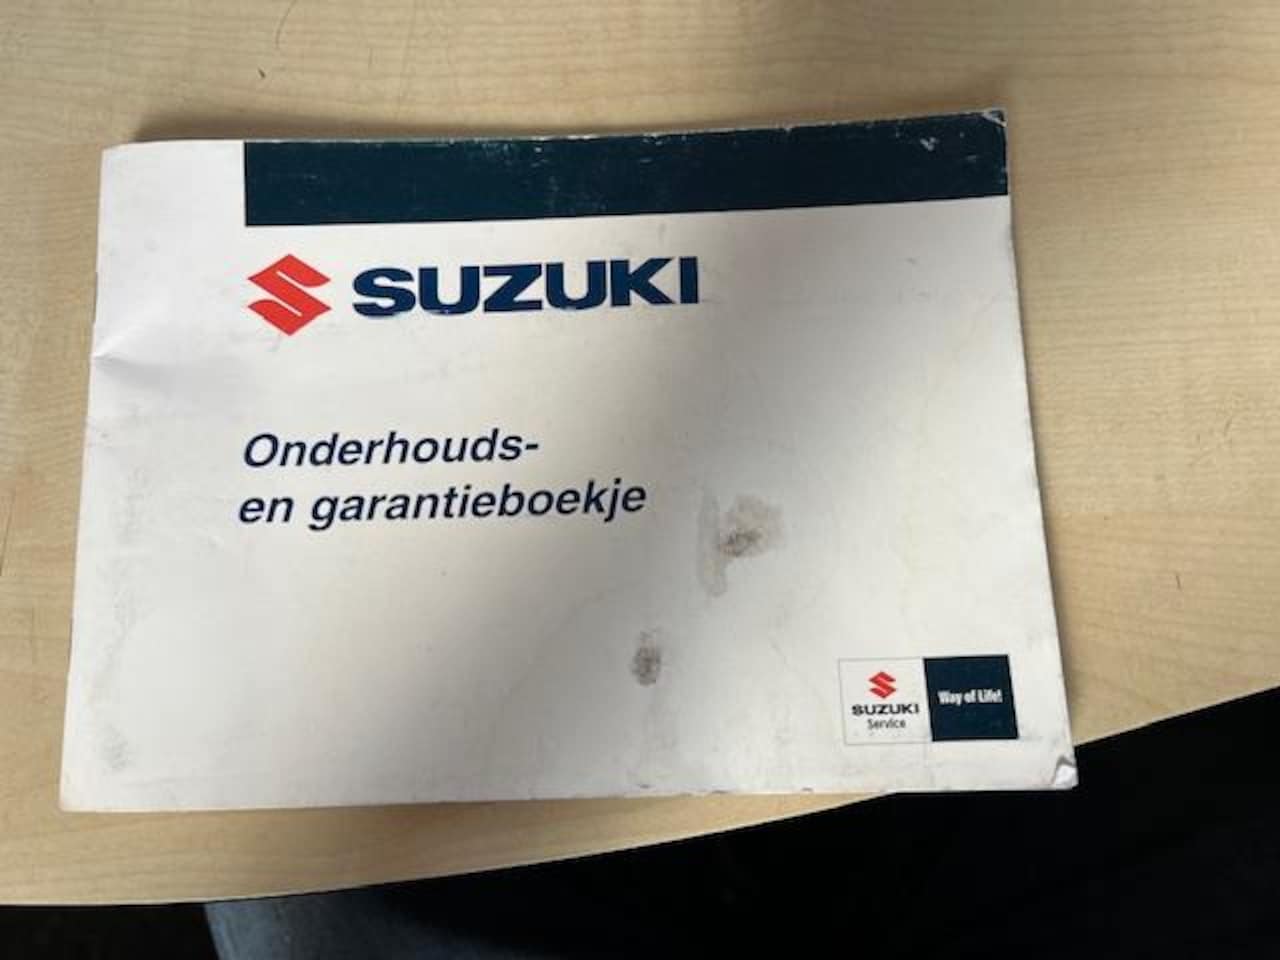 SUZUKI
Onderhouds-
en garantieboekje
SUZUKI
Service
Way of Life!